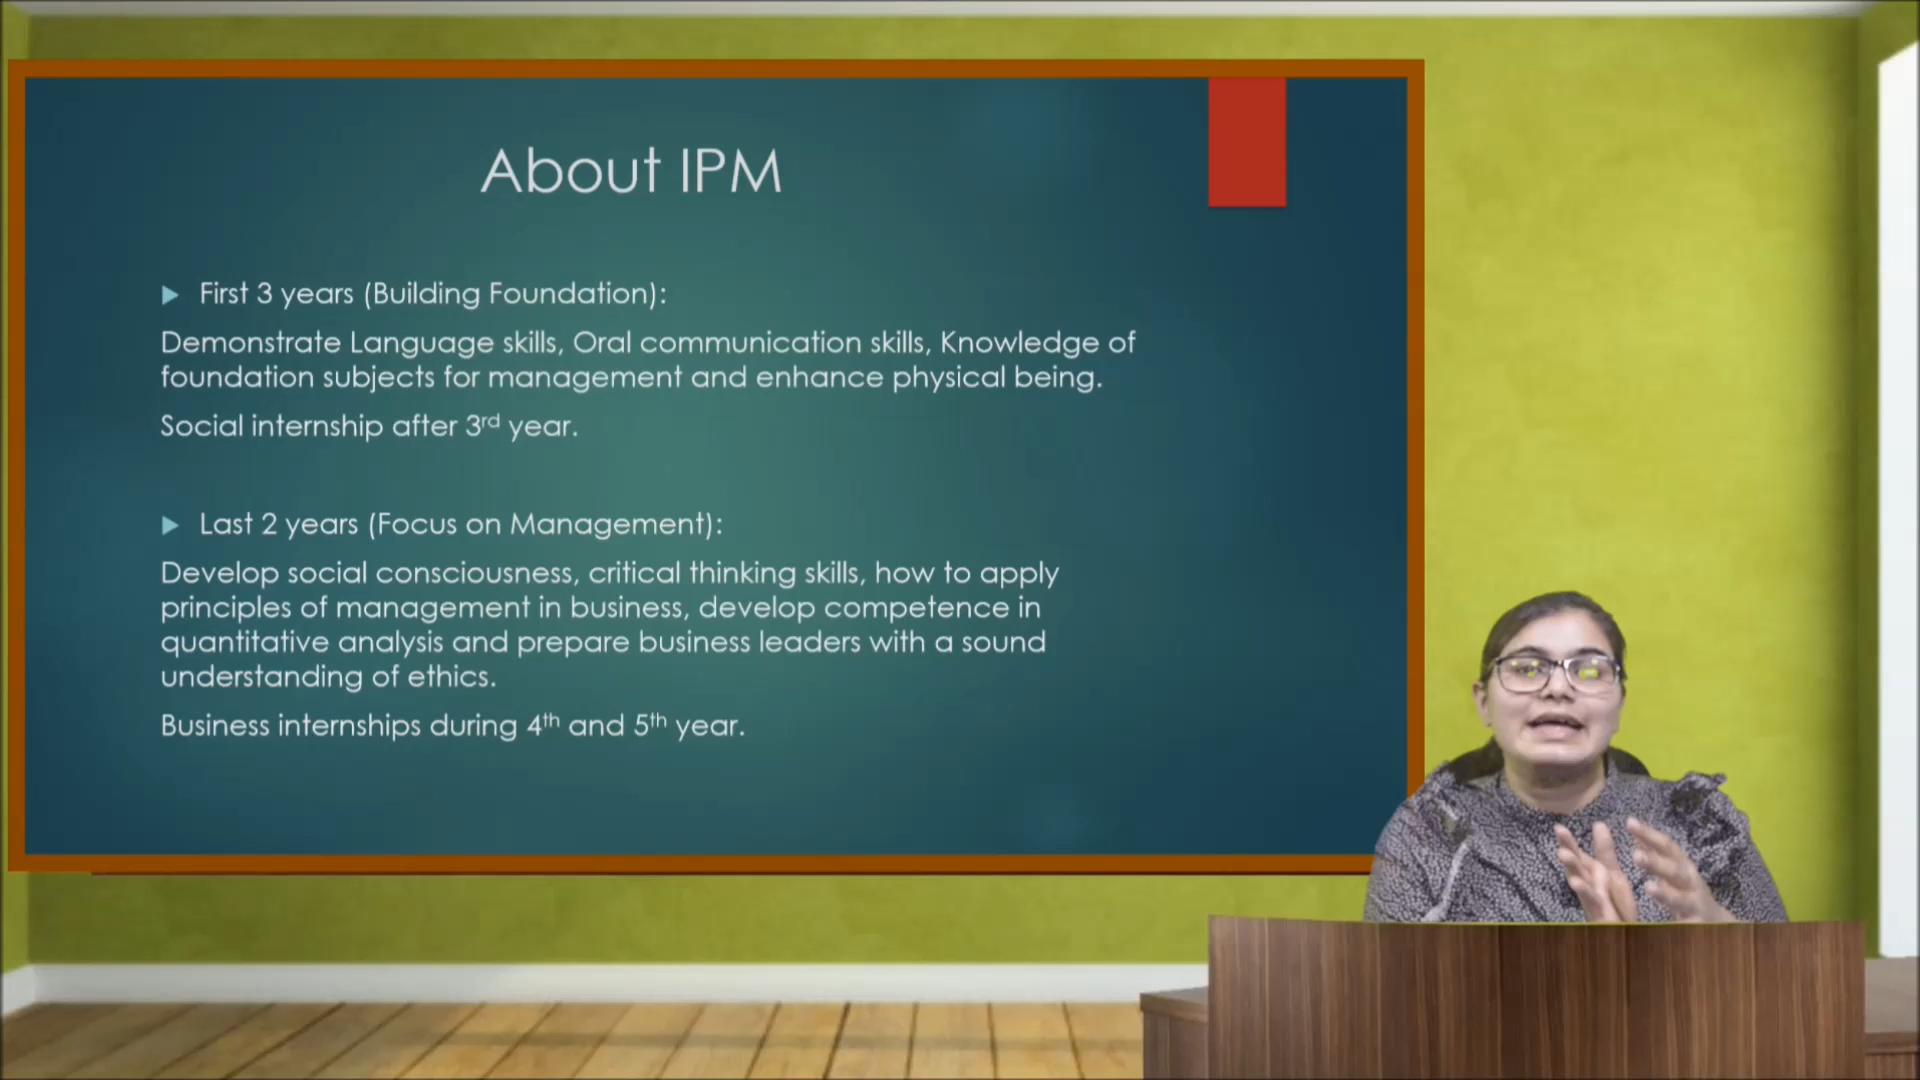 About IPM
First 3 years (Building Foundation):
Demonstrate Language skills, Oral communication skills, Knowledge of
foundation subjects for management and enhance physical being.
Social internship after 3rd year.
Last 2 years (Focus on Management):
Develop social consciousness, critical thinking skills, how to apply
principles of management in business, develop competence in
quantitative analysis and prepare business leaders with a sound
understanding of ethics.
Business internships during 4th and 5th year.